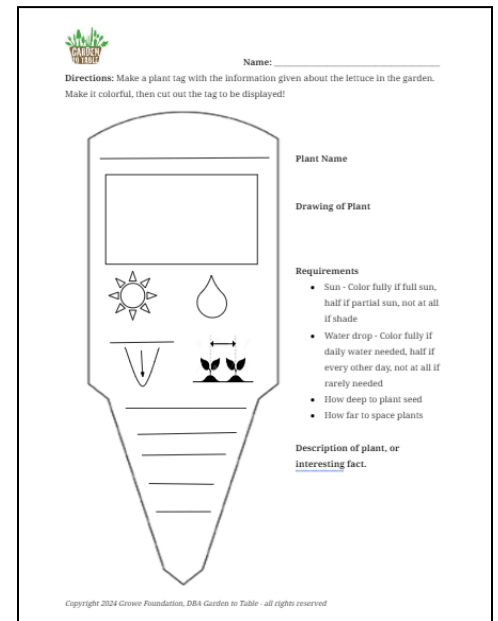 GARDEN
TO TABLE
Name: ____________________
Directions: Make a plant tag with the information given about the lettuce in the garden.
Make it colorful, then cut out the tag to be displayed!
Plant Name
Drawing of Plant
Requirements
• Sun - Color fully if full sun,
half if partial sun, not at all
if shade
• Water drop - Color fully if
daily water needed, half if
every other day, not at all if
rarely needed
• How deep to plant seed
• How far to space plants
Description of plant, or
interesting fact.
Copyright 2024 Growe Foundation, DBA Garden to Table - all rights reserved